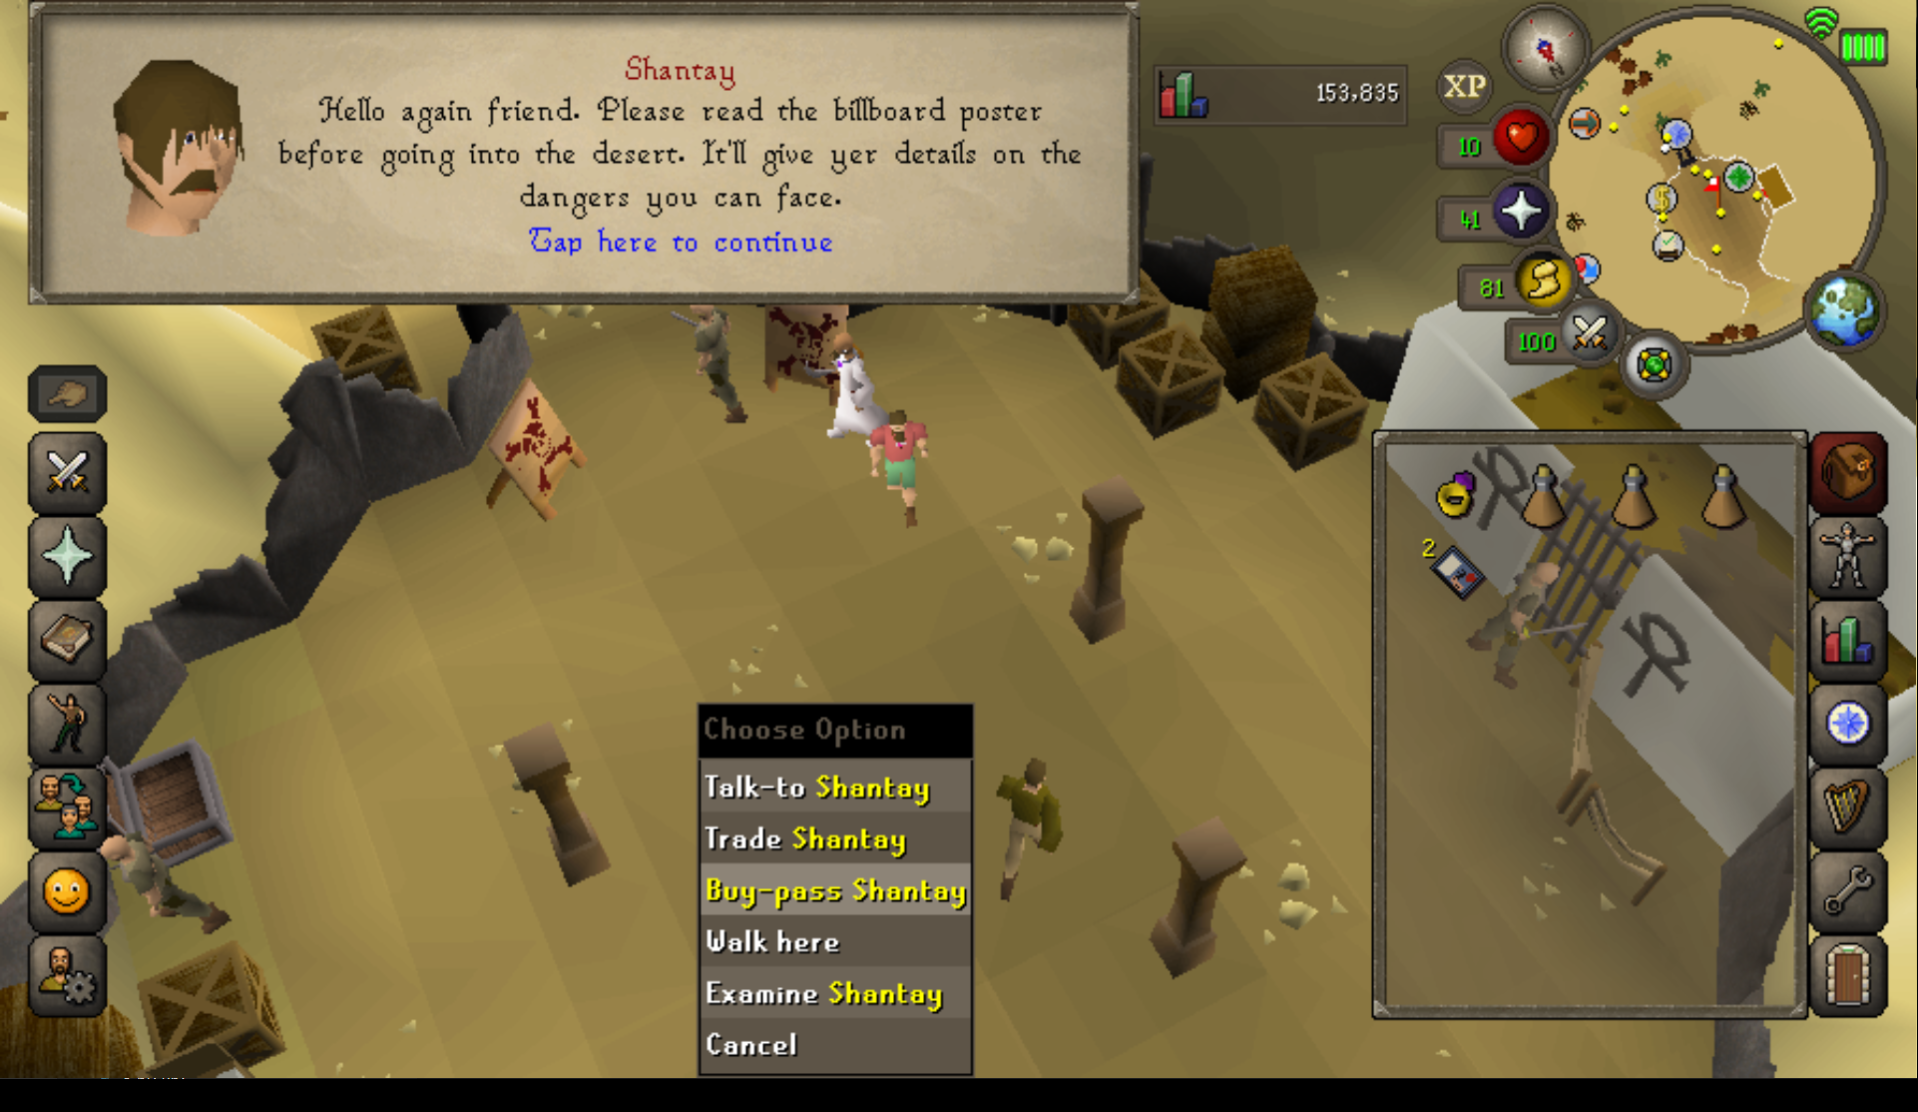 Shantay
Hello again friend. Please read the billboard poster
before going into the desert. It'll give yer details on the
dangers you can face.
Tap here to continue
153,835
XP
10
41
81
100
2
Choose Option
Talk-to Shantay
Trade Shantay
Buy-pass Shantay
Walk here
Examine Shantay
Cancel